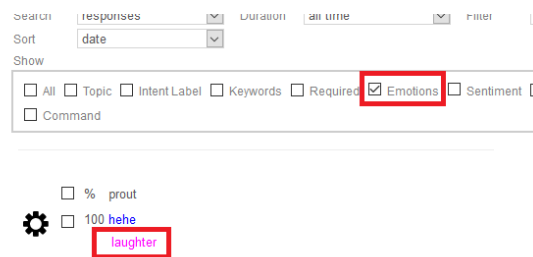 Search responses Duration all time Filter
Sort date
Show
All Topic Intent Label Keywords Required Emotions Sentiment
Command
% prout
100 hehe
laughter